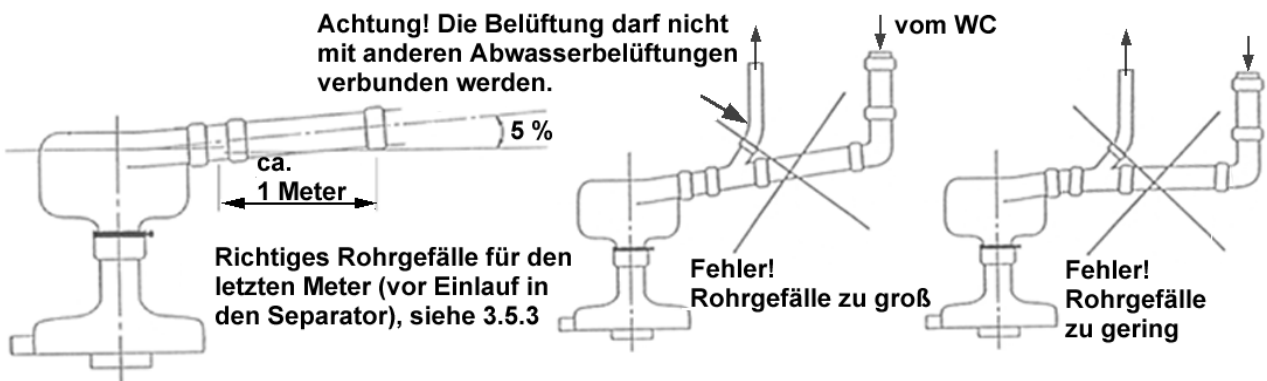 Achtung! Die Belüftung darf nicht
mit anderen Abwasserbelüftungen
verbunden werden.
vom WC
5 %
ca.
1 Meter
Richtiges Rohrgefälle für den
letzten Meter (vor Einlauf in
den Separator), siehe 3.5.3
Fehler!
Rohrgefälle zu groß
Fehler!
Rohrgefälle
zu gering